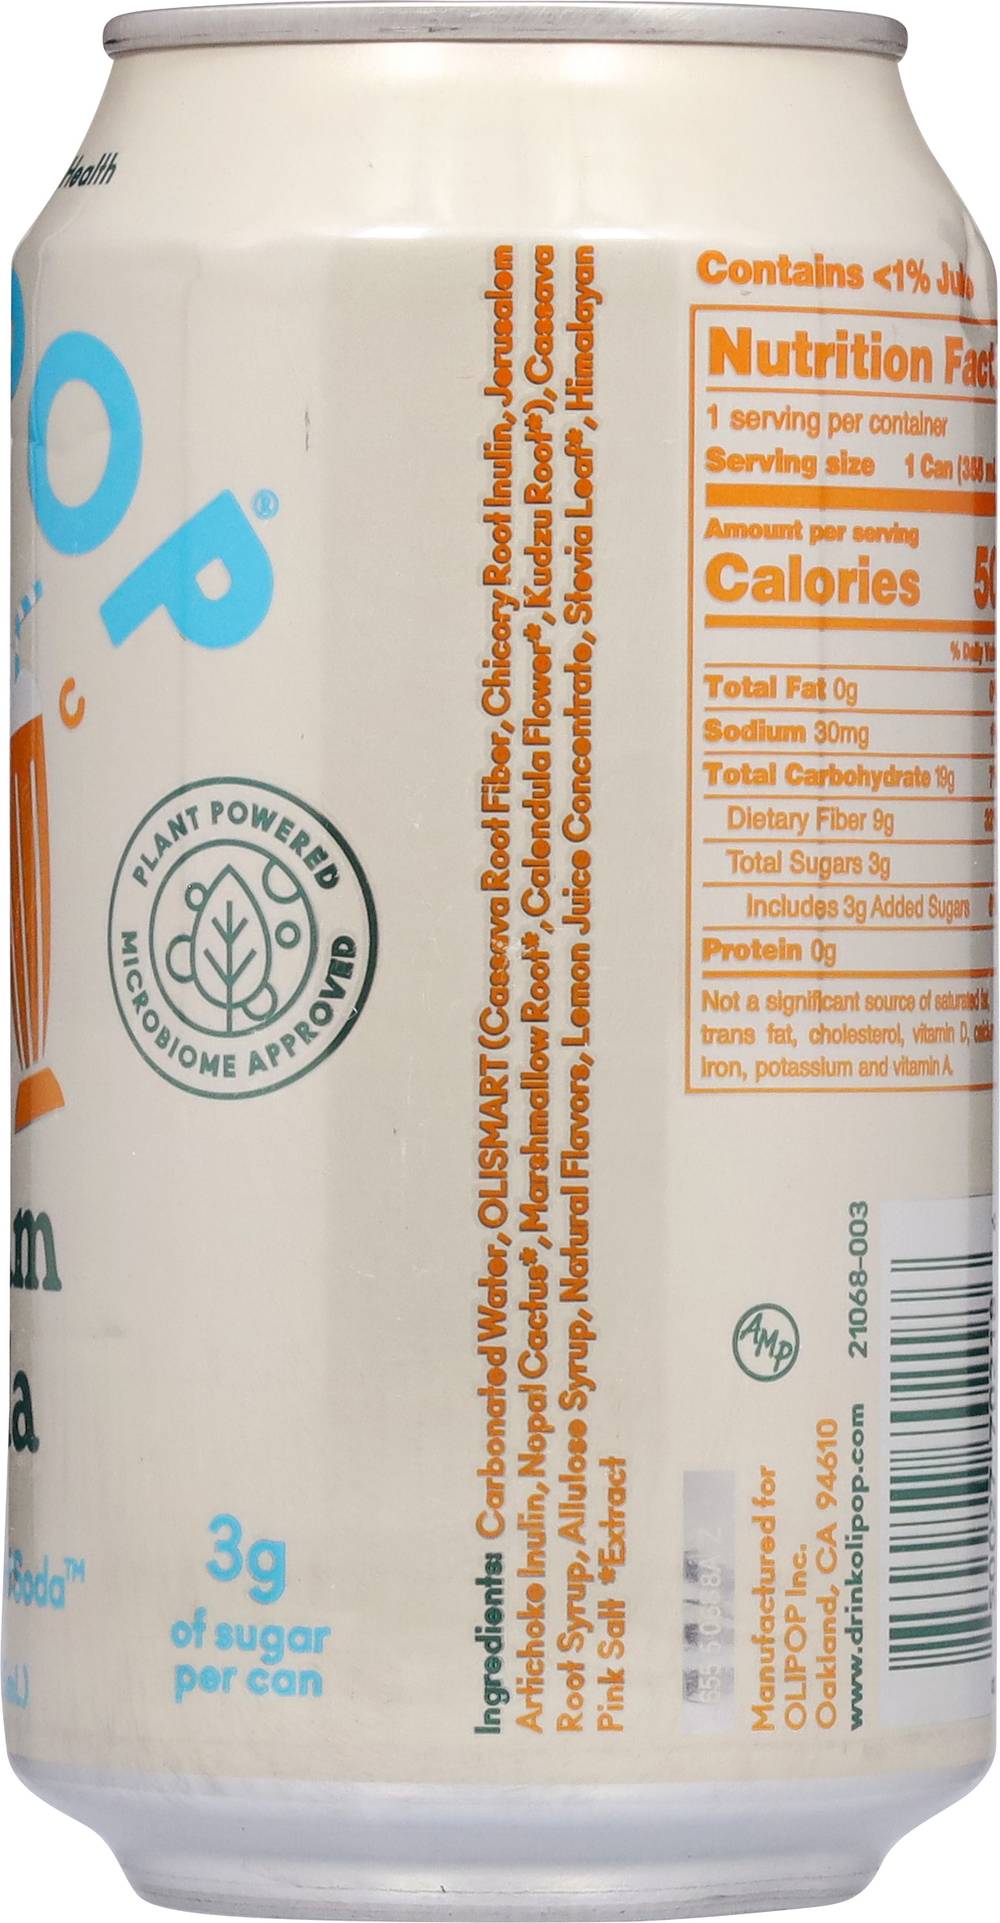 Health
OP®
PLANT POWERED
MICROBIOME APPROVED
3g
of sugar
per can
Ingredients: Carbonated Water, OLISMART (Cassava Root Fiber, Chicory Root Inulin, Jerusalem
Artichoke Inulin, Nopal Cactus*, Marshmallow Root*, Calendula Flower*, Kudzu Root*), Cassava
Root Syrup, Allulose Syrup, Natural Flavors, Lemon Juice Concentrate, Stevia Leaf*, Himalayan
Pink Salt *Extract
Contains <1%
Nutrition
1 serving per container
Serving size 1 Can
Amount per serving
Calories
% Daily
Total Fat 0g
Sodium 30mg
Total Carbohydrate 19g
Dietary Fiber 9g
Total Sugars 3g
Includes 3g Added Sugars
Protein 0g
Not a significant source of saturated
trans fat, cholesterol, vitamin D,
iron, potassium and vitamin A.
AMP
21068-003
Manufactured for
OLIPOP Inc.
Oakland, CA 94610
www.drinkolipop.com